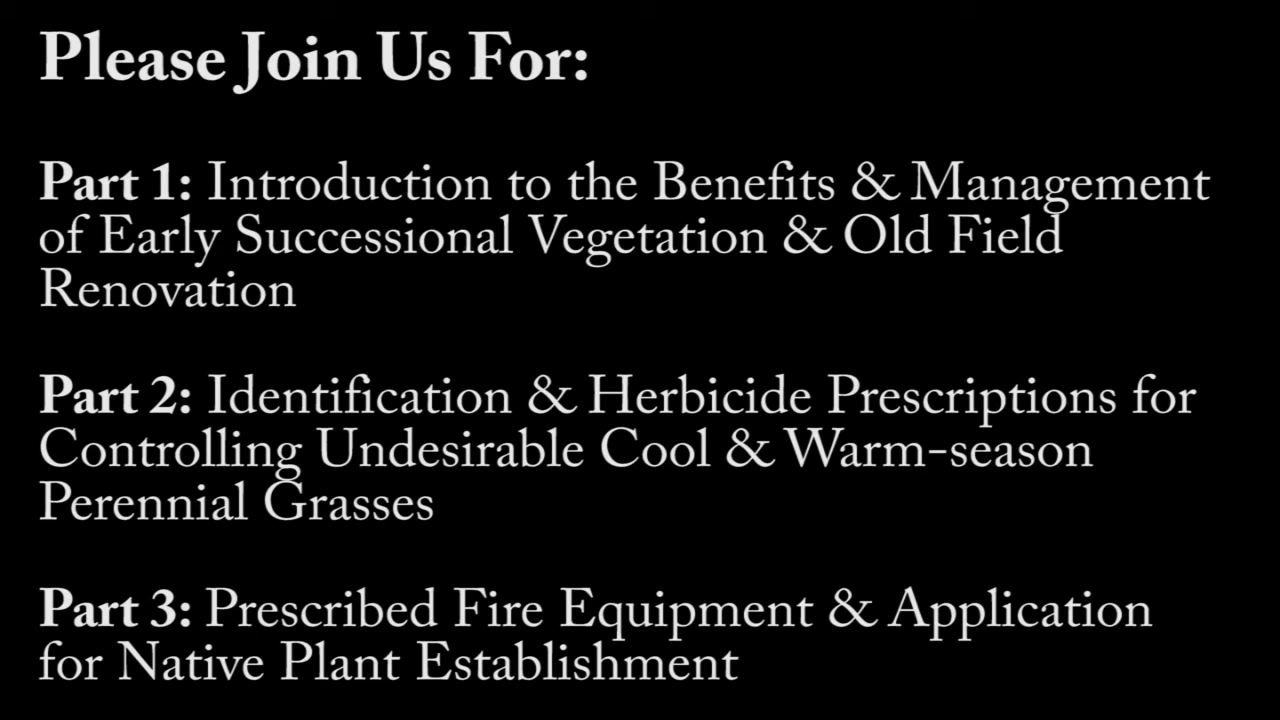 Please Join Us For:
Part 1: Introduction to the Benefits & Management
of Early Successional Vegetation & Old Field
Renovation
Part 2: Identification & Herbicide Prescriptions for
Controlling Undesirable Cool & Warm-season
Perennial Grasses
Part 3: Prescribed Fire Equipment & Application
for Native Plant Establishment